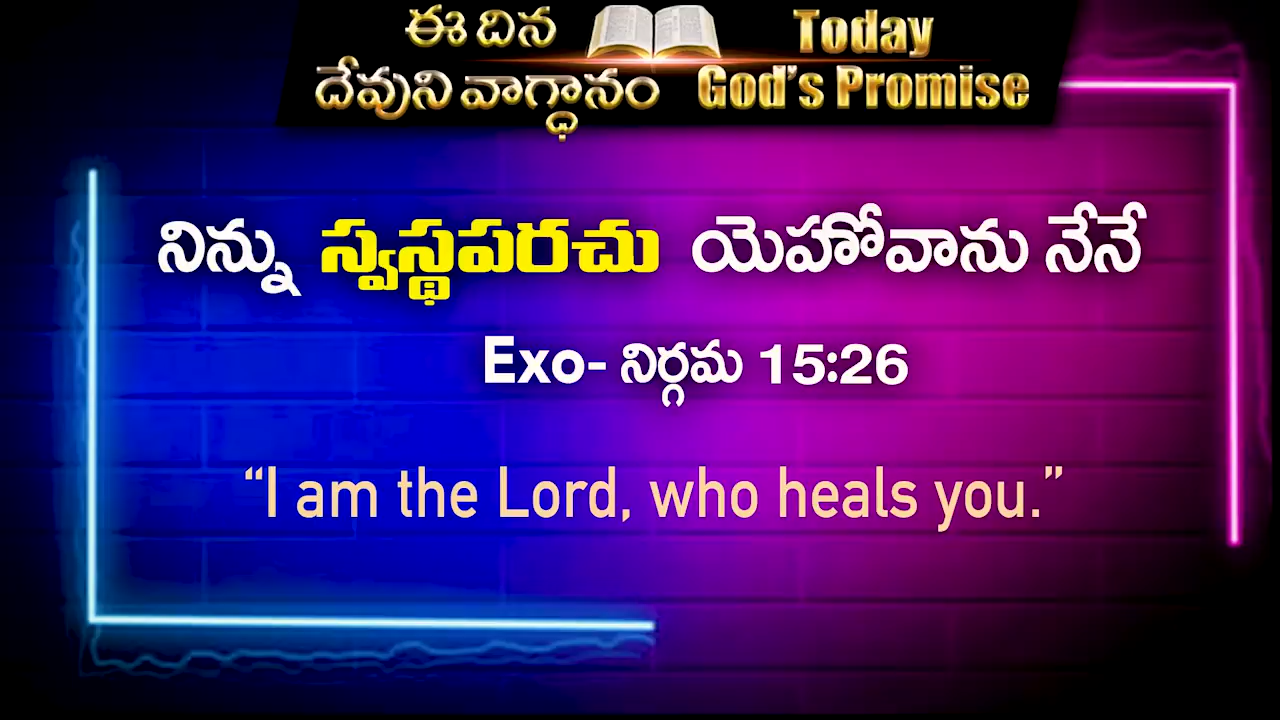 ఈ దిన
దేవుని వాగ్ధానం
Today
God's Promise
నిన్ను స్వస్థపరచు యెహోవాను నేనే
Exo- నిర్గమ 15:26
“I am the Lord, who heals you.”